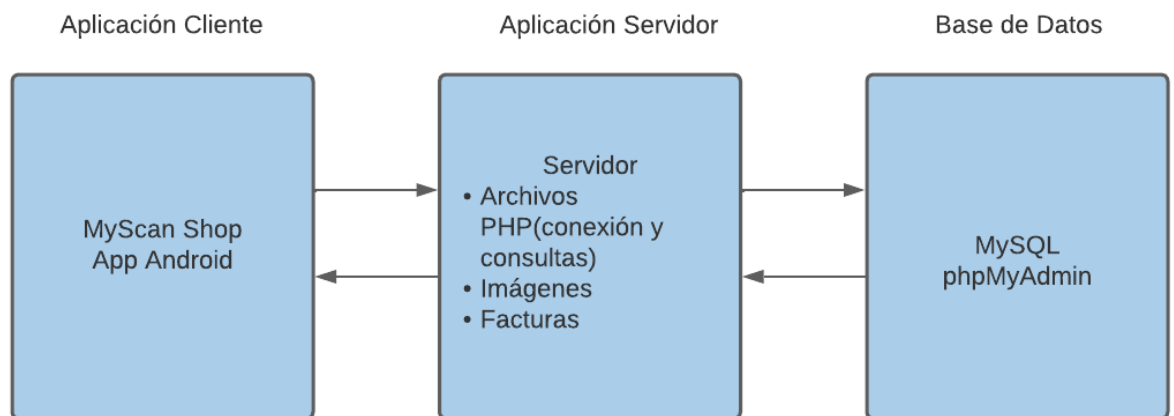 Aplicación Cliente
Aplicación Servidor
Base de Datos
MyScan Shop
App Android
Servidor
• Archivos
PHP(conexión y
consultas)
• Imágenes
• Facturas
MySQL
phpMyAdmin